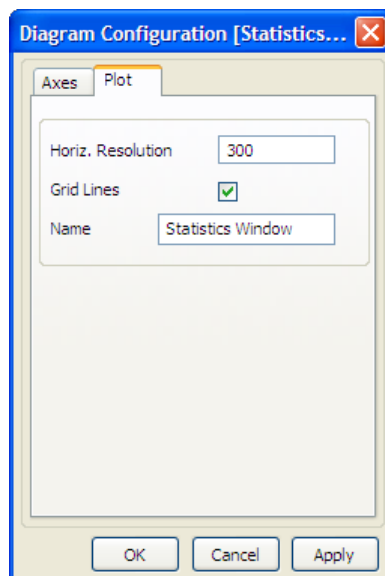 Diagram Configuration [Statistics...
Axes Plot
Horiz. Resolution 300
Grid Lines
Name Statistics Window
OK Cancel Apply